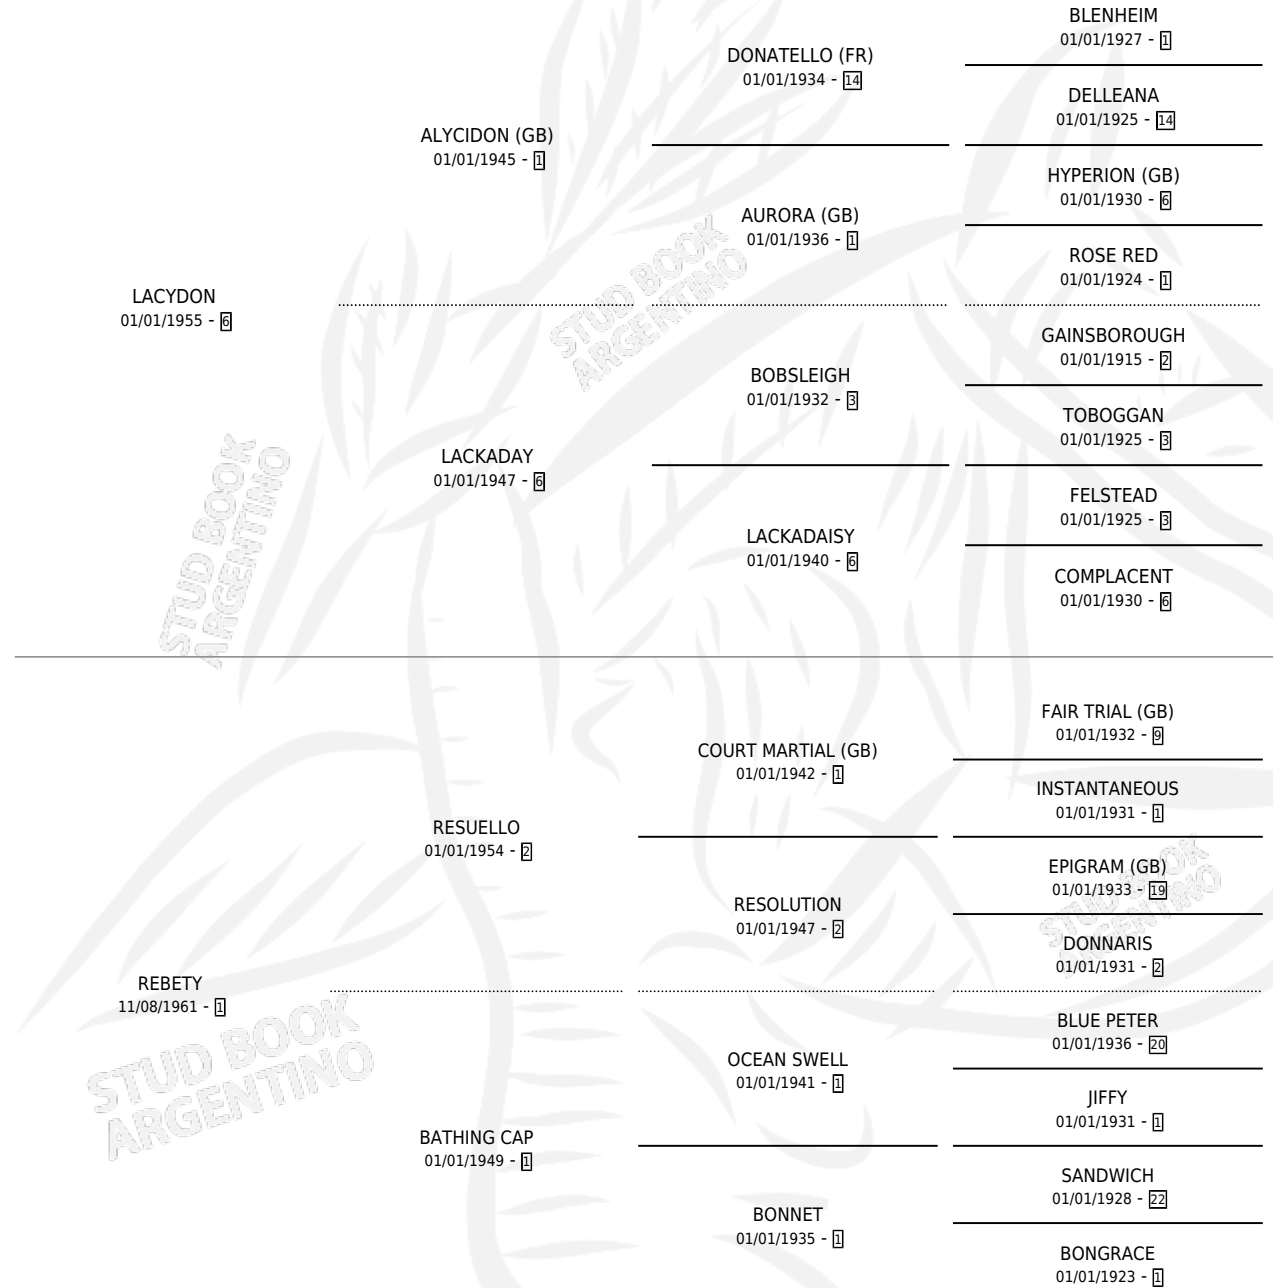 BLENHEIM
01/01/1927 - 1
DONATELLO (FR)
01/01/1934 - 14
DELLEANA
01/01/1925 - 14
ALYCIDON (GB)
01/01/1945 - 1
HYPERION (GB)
01/01/1930 - 6
AURORA (GB)
01/01/1936 - 1
ROSE RED
01/01/1924 - 1
LACYDON
01/01/1955 - 6
STUD BOOK
ARGENTINO
GAINSBOROUGH
01/01/1915 - 2
BOBSLEIGH
01/01/1932 - 3
TOBOGGAN
01/01/1925 - 3
LACKADAY
01/01/1947 - 6
FELSTEAD
01/01/1925 - 3
LACKADAISY
01/01/1940 - 6
COMPLACENT
01/01/1930 - 6
STUD BOOK
ARGENTINO
FAIR TRIAL (GB)
01/01/1932 - 9
COURT MARTIAL (GB)
01/01/1942 - 1
INSTANTANEOUS
01/01/1931 - 1
RESUELLO
01/01/1954 - 2
EPIGRAM (GB)
01/01/1933 - 19
RESOLUTION
01/01/1947 - 2
DONNARIS
01/01/1931 - 2
STUD BOOK
ARGENTINO
REBETY
11/08/1961 - 1
BLUE PETER
01/01/1936 - 20
OCEAN SWELL
01/01/1941 - 1
JIFFY
01/01/1931 - 1
STUD BOOK
ARGENTINO
BATHING CAP
01/01/1949 - 1
SANDWICH
01/01/1928 - 22
BONNET
01/01/1935 - 1
BONGRACE
01/01/1923 - 1